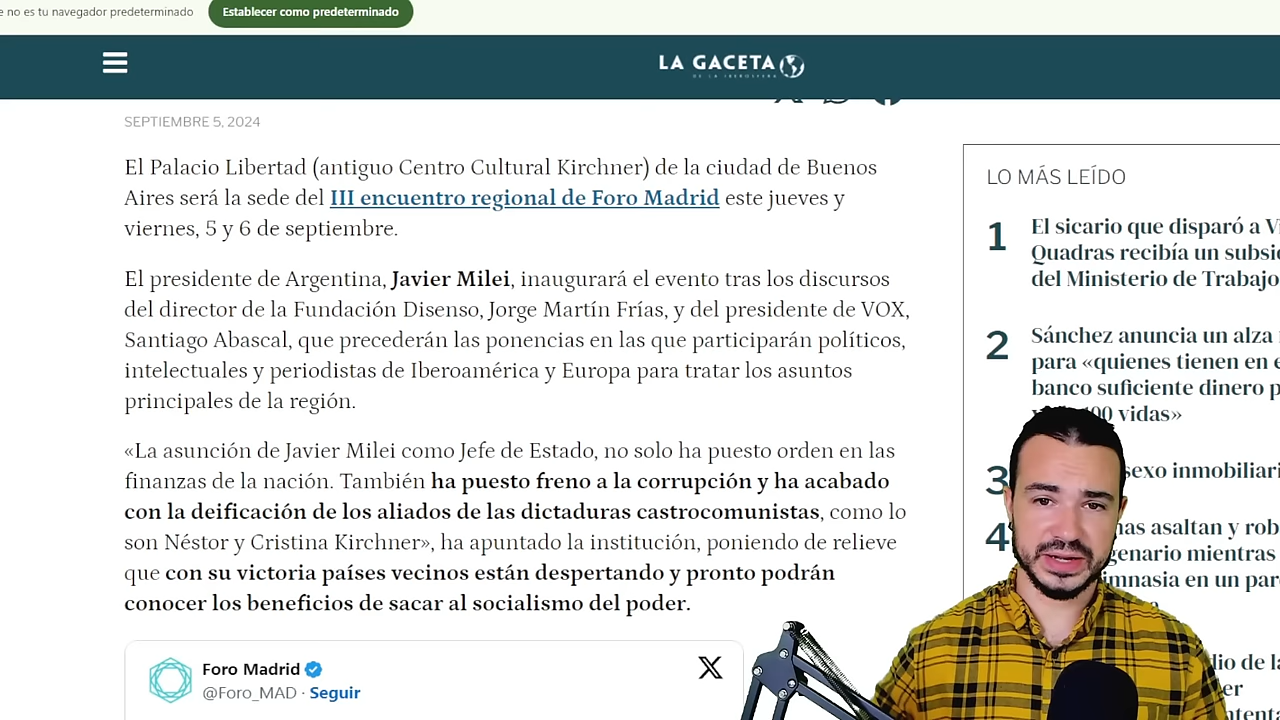 no es tu navegador predeterminado
Establecer como predeterminado
LA GACETA
DE LA IBEROSFERA
SEPTIEMBRE 5, 2024
El Palacio Libertad (antiguo Centro Cultural Kirchner) de la ciudad de Buenos
Aires será la sede del III encuentro regional de Foro Madrid este jueves y
viernes, 5 y 6 de septiembre.
El presidente de Argentina, Javier Milei, inaugurará el evento tras los discursos
del director de la Fundación Disenso, Jorge Martín Frías, y del presidente de VOX,
Santiago Abascal, que precederán las ponencias en las que participarán políticos,
intelectuales y periodistas de Iberoamérica y Europa para tratar los asuntos
principales de la región.
«La asunción de Javier Milei como Jefe de Estado, no solo ha puesto orden en las
finanzas de la nación. También ha puesto freno a la corrupción y ha acabado
con la deificación de los aliados de las dictaduras castrocomunistas, como lo
son Néstor y Cristina Kirchner», ha apuntado la institución, poniendo de relieve
que con su victoria países vecinos están despertando y pronto podrán
conocer los beneficios de sacar al socialismo del poder.
Foro Madrid
@Foro_MAD · Seguir
LO MÁS LEÍDO
1
El sicario que disparó a
Quadras recibía un
del Ministerio de Trabajo
2
Sánchez anuncia un alza
para «quienes tienen en
banco suficiente dinero
100 vidas»
3
sexo
4
asaltan y
mientras
en un
de